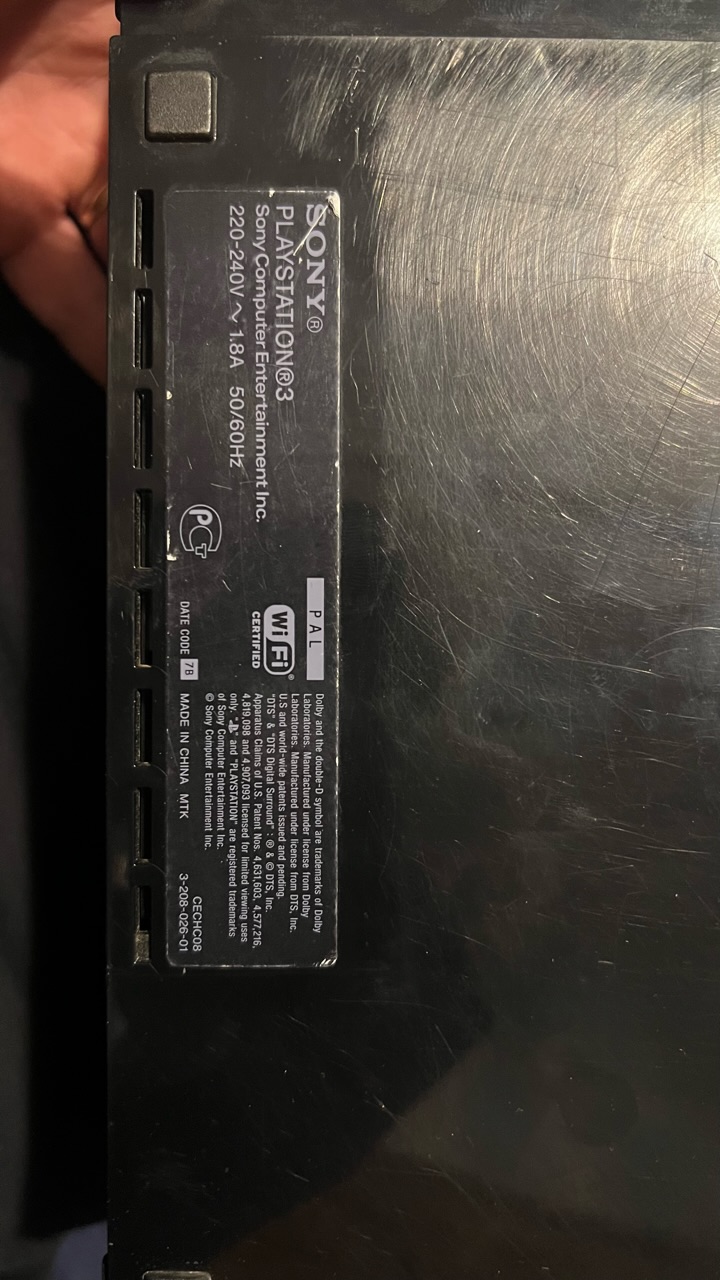 SONY®
PLAYSTATION®3
Sony Computer Entertainment Inc.
220-240V ~ 1.8A 50/60Hz
PCT
PAL
Wi Fi®
CERTIFIED
DATE CODE 7B
Dolby and the double-D symbol are trademarks of Dolby
Laboratories. Manufactured under license from Dolby
Laboratories. Manufactured under license from DTS, Inc.
U.S and world-wide patents issued and pending.
"DTS" & "DTS Digital Surround" : ® & © DTS, Inc.
Apparatus Claims of U.S. Patent Nos. 4,631,603, 4,577,216,
4,819,098 and 4,907,093 licensed for limited viewing uses
only. " " and "PLAYSTATION" are registered trademarks
of Sony Computer Entertainment Inc.
© Sony Computer Entertainment Inc.
MADE IN CHINA MTK
CECHC08
3-208-026-01